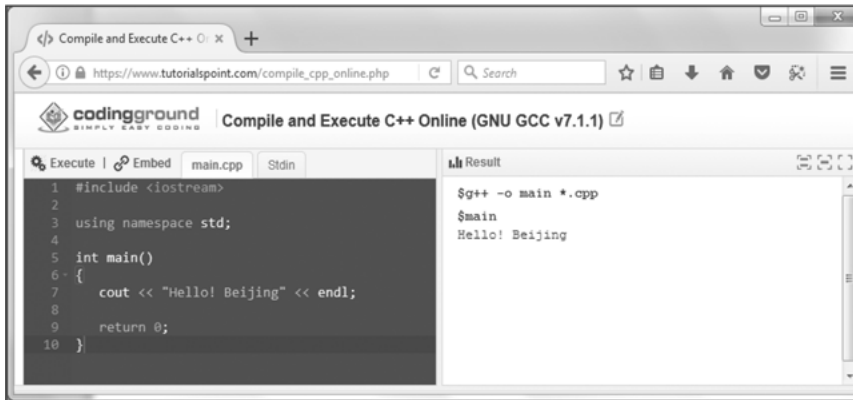 </> Compile and Execute C++ O
https://www.tutorialspoint.com/compile_cpp_online.php
Search
codingground
SIMPLY EASY CODING
Compile and Execute C++ Online (GNU GCC v7.1.1)
Execute | Embed main.cpp Stdin
Result
1 #include <iostream>
2
3 using namespace std;
4
5 int main()
6 {
7 cout << "Hello! Beijing" << endl;
8
9 return 0;
10 }
$g++ -o main *.cpp
$main
Hello! Beijing